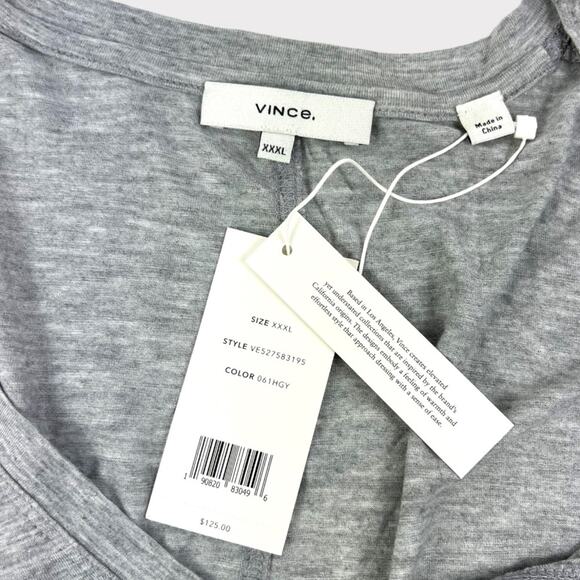 VINCE.
XXXL
Made in
China
SIZE XXXL
STYLE VE527583195
COLOR 061HGY
1 90820 83049 6
$125.00
Based in Los Angeles, Vince creates elevated
yet understated collections that are inspired by the brand's
California origins. The designs embody a feeling of warmth and
effortless style that approach dressing with a sense of ease.